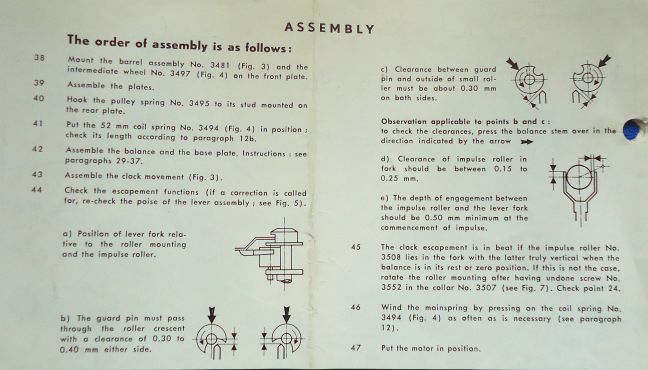 ASSEMBLY
The order of assembly is as follows:
38 Mount the barrel assembly No. 3481 (Fig. 3) and the
intermediate wheel No. 3497 (Fig. 4) on the front plate.
39 Assemble the plates.
40 Hook the pulley spring No. 3495 to its stud mounted on
the rear plate.
41 Put the 52 mm coil spring No. 3494 (Fig. 4) in position ;
check its length according to paragraph 12b.
42 Assemble the balance and the base plate. Instructions : see
paragraphs 29-37.
43 Assemble the clock movement (Fig. 3).
44 Check the escapement functions (if a correction is called
for, re-check the poise of the lever assembly ; see Fig. 5).
a) Position of lever fork rela-
tive to the roller mounting
and the impulse roller.
b) The guard pin must pass
through the roller crescent
with a clearance of 0.30 to
0.40 mm either side.
c) Clearance between guard
pin and outside of small rol-
ler must be about 0.30 mm
on both sides.
Observation applicable to points b and c :
to check the clearances, press the balance stem over in the
direction indicated by the arrow
d) Clearance of impulse roller in
fork should be between 0.15 to
0.25 mm.
e) The depth of engagement between
the impulse roller and the lever fork
should be 0.50 mm minimum at the
commencement of impulse.
45 The clock escapement is in beat if the impulse roller No.
3508 lies in the fork with the latter truly vertical when the
balance is in its rest or zero position. If this is not the case,
rotate the roller mounting after having undone screw No.
3552 in the collar No. 3507 (see Fig. 7). Check point 24.
46 Wind the mainspring by pressing on the coil spring No.
3494 (Fig. 4) as often as is necessary (see paragraph
12).
47 Put the motor in position.